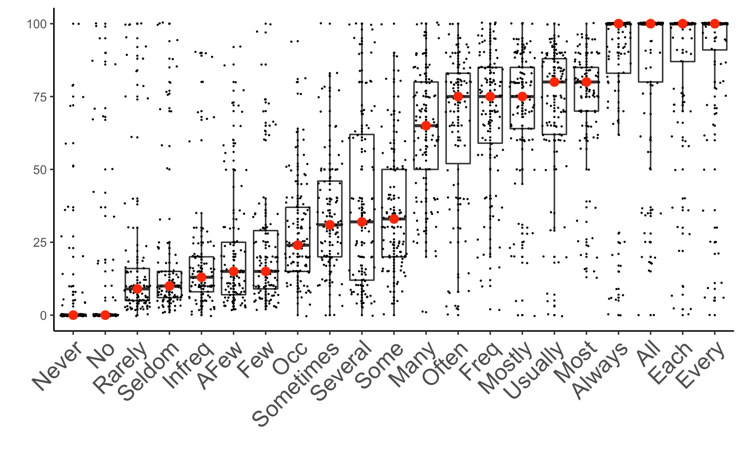 100
75
50
25
0
Never
No
Rarely
Seldom
Infreq
AFew
Few
Occ
Sometimes
Several
Some
Many
Often
Freq
Mostly
Usually
Most
Always
All
Each
Every